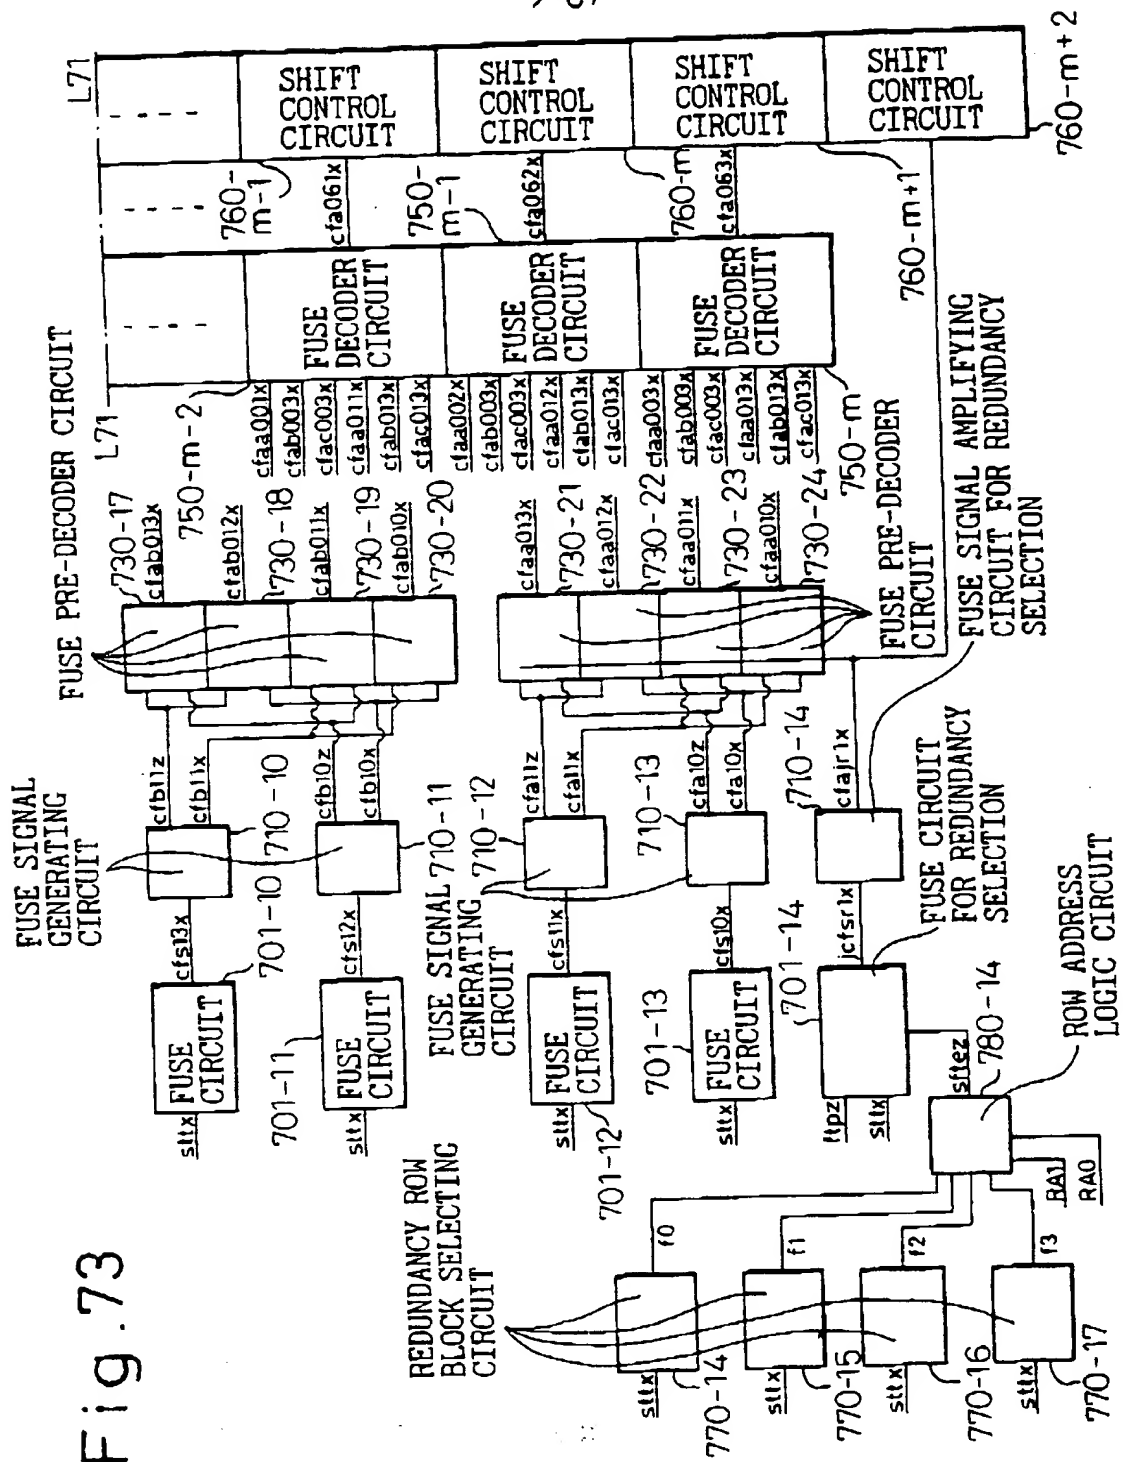 Fig.73
L71
L71
SHIFT
CONTROL
CIRCUIT
SHIFT
CONTROL
CIRCUIT
SHIFT
CONTROL
CIRCUIT
SHIFT
CONTROL
CIRCUIT
760-m+2
760-
m-1
cfa061x
750-
m-1
cfa062x
760-m
cfa063x
760-m+1
FUSE
DECODER
CIRCUIT
FUSE
DECODER
CIRCUIT
FUSE
DECODER
CIRCUIT
FUSE PRE-DECODER CIRCUIT
750-m-2
cfaa001x
cfab003x
cfac003x
cfaa011x
cfab013x
cfac013x
cfaa002x
cfab003x
cfac003x
cfaa012x
cfab013x
cfac013x
cfaa003x
cfab003x
cfac003x
cfaa013x
cfab013x
cfac013x
750-m
730-17
cfab013x
cfab012x
730-18
cfab011x
730-19
cfab010x
730-20
cfaa013x
730-21
cfaa012x
730-22
cfaa011x
730-23
cfaa010x
730-24
FUSE PRE-DECODER
CIRCUIT
FUSE SIGNAL AMPLIFYING
CIRCUIT FOR REDUNDANCY
SELECTION
FUSE SIGNAL
GENERATING
CIRCUIT
cfb11z
cfb11x
710-10
cfb10z
cfb10x
710-11
FUSE SIGNAL
GENERATING
CIRCUIT
710-12
cfa11z
cfa11x
710-13
cfa10z
cfa10x
710-14
cfajr1x
FUSE CIRCUIT
FOR REDUNDANCY
SELECTION
cfs13x
701-10
cfs12x
701-11
cfs11x
701-12
cfs10x
701-13
jcfsr1x
701-14
FUSE
CIRCUIT
FUSE
CIRCUIT
FUSE
CIRCUIT
FUSE
CIRCUIT
sttx
sttx
sttx
sttx
ftpz
sttx
sftez
780-14
ROW ADDRESS
LOGIC CIRCUIT
RA1
RA0
REDUNDANCY ROW
BLOCK SELECTING
CIRCUIT
f0
f1
f2
f3
sttx
770-14
sttx
770-15
sttx
770-16
sttx
770-17